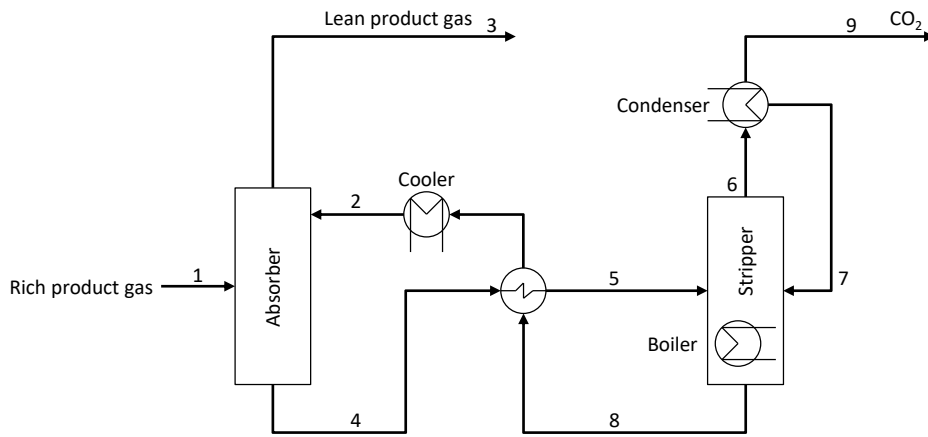 Lean product gas
3
9
CO₂
Condenser
Cooler
2
6
Rich product gas
1
Absorber
5
Stripper
7
Boiler
4
8